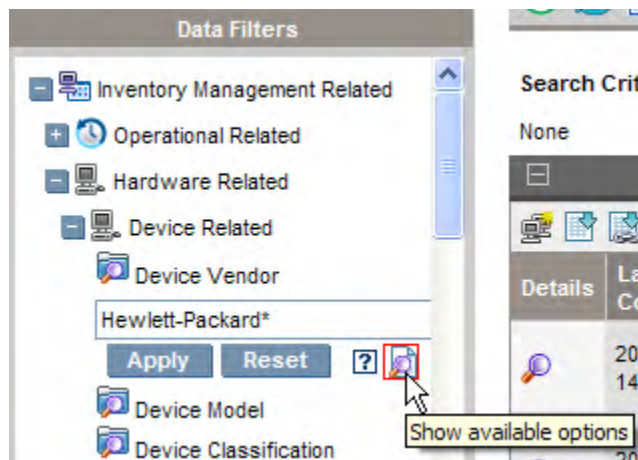 Data Filters
Inventory Management Related
Operational Related
Hardware Related
Device Related
Device Vendor
Hewlett-Packard*
Apply Reset ?
Device Model
Device Classification
Show available options
Search Crit
None
Details La
Co
20
14
20